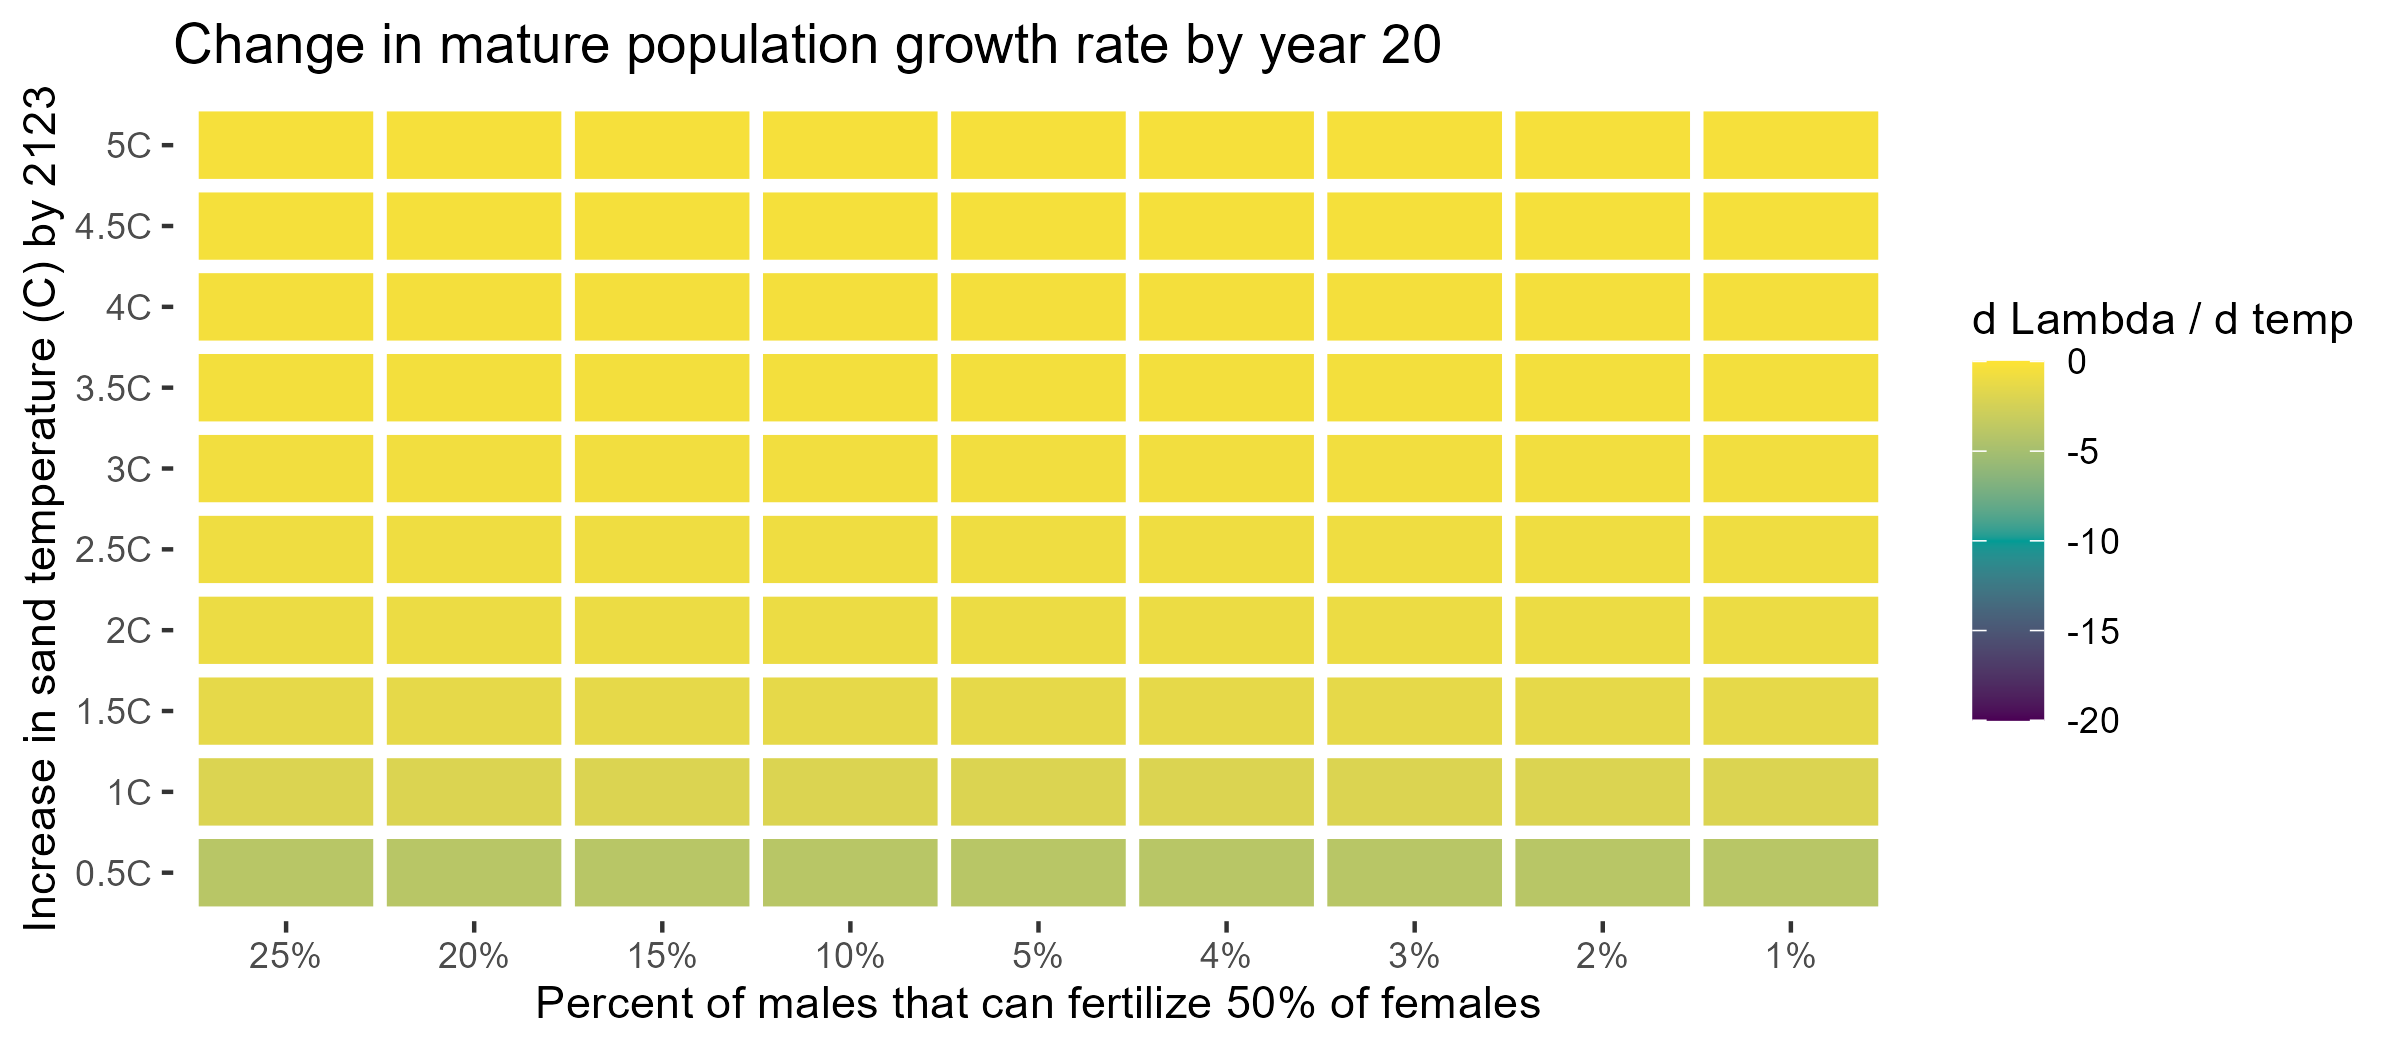 Change in mature population growth rate by year 20
Increase in sand temperature (C) by 2123
5C
4.5C
4C
3.5C
3C
2.5C
2C
1.5C
1C
0.5C
25% 20% 15% 10% 5% 4% 3% 2% 1%
Percent of males that can fertilize 50% of females
d Lambda / d temp
0
-5
-10
-15
-20